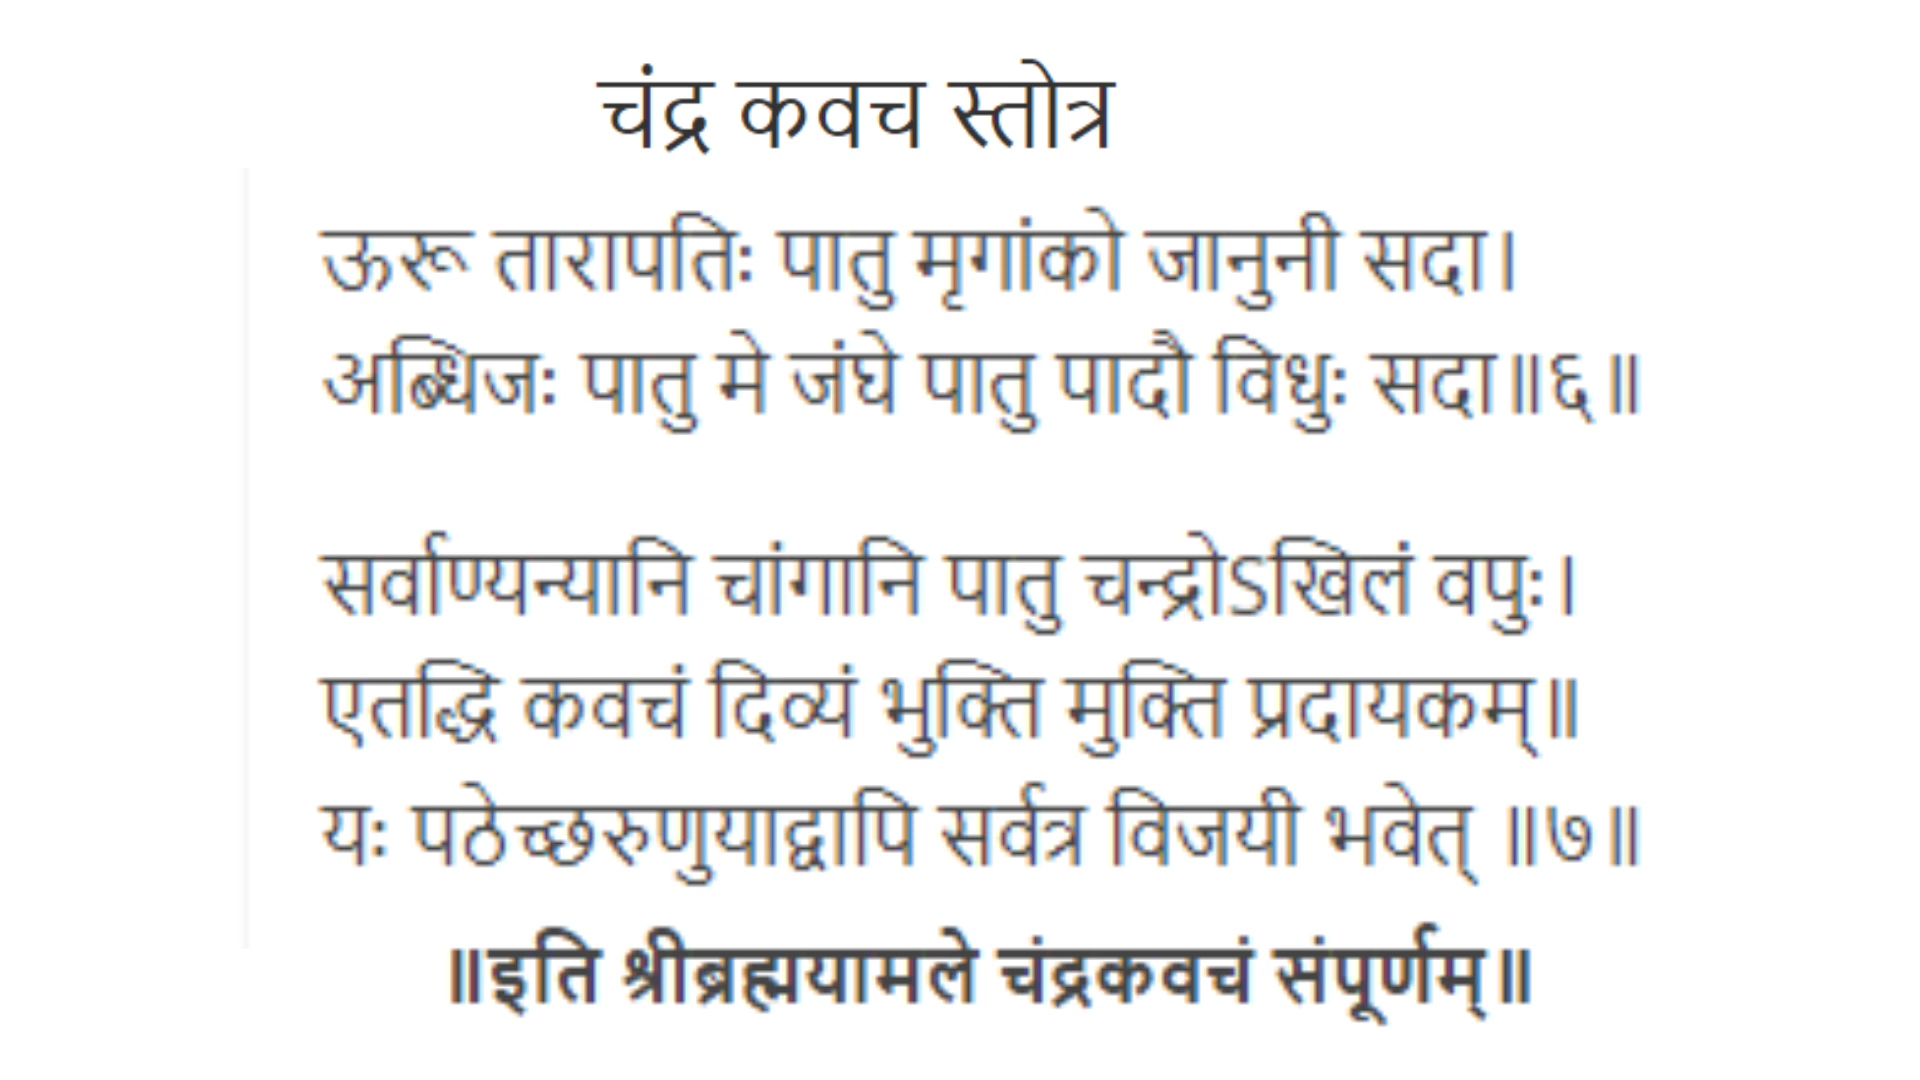 चंद्र कवच स्तोत्र
ऊरू तारापतिः पातु मृगांको जानुनी सदा।
अब्धिजः पातु मे जंघे पातु पादौ विधुः सदा॥६॥
सर्वाण्यन्यानि चांगानि पातु चन्द्रोSखिलं वपुः।
एतद्धि कवचं दिव्यं भुक्ति मुक्ति प्रदायकम्॥
यः पठेच्छरुणुयाद्वापि सर्वत्र विजयी भवेत् ॥७॥
॥इति श्रीब्रह्मयामले चंद्रकवचं संपूर्णम्॥